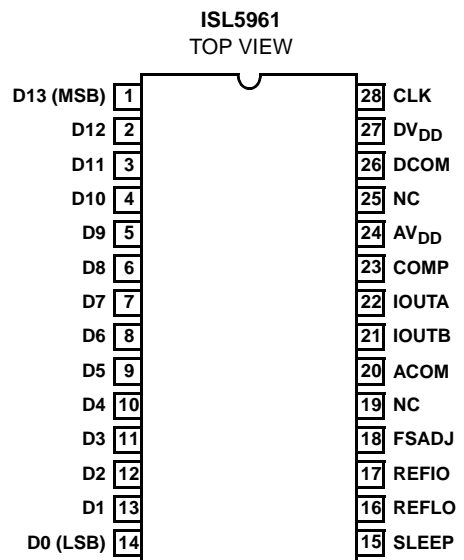 ISL5961
TOP VIEW
D13 (MSB) 1 28 CLK
D12 2 27 DVDD
D11 3 26 DCOM
D10 4 25 NC
D9 5 24 AVDD
D8 6 23 COMP
D7 7 22 IOUTA
D6 8 21 IOUTB
D5 9 20 ACOM
D4 10 19 NC
D3 11 18 FSADJ
D2 12 17 REFIO
D1 13 16 REFLO
D0 (LSB) 14 15 SLEEP